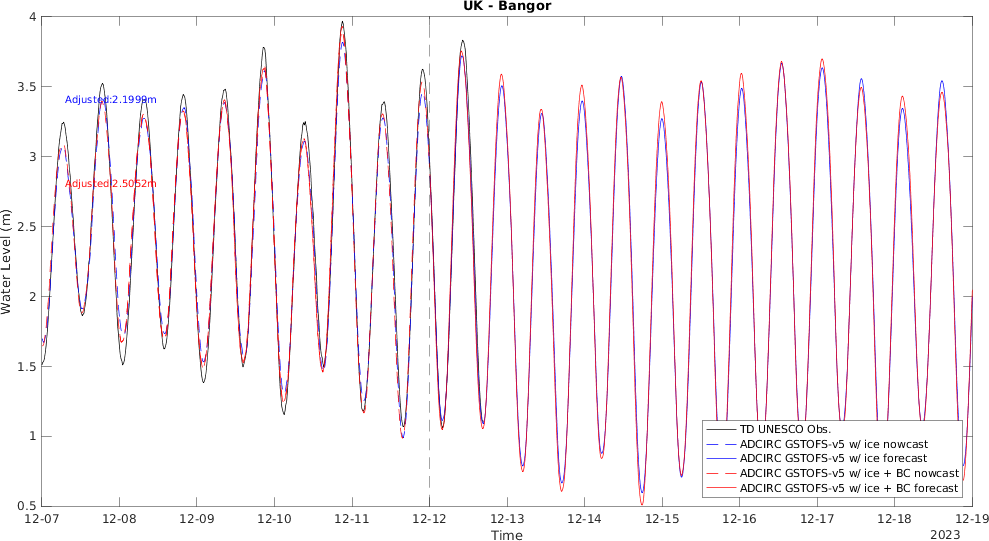 UK - Bangor
4
3.5
3
2.5
2
1.5
1
0.5
Water Level (m)
Adjusted:2.1999m
Adjusted:2.5052m
TD UNESCO Obs.
ADCIRC GSTOFS-v5 w/ ice nowcast
ADCIRC GSTOFS-v5 w/ ice forecast
ADCIRC GSTOFS-v5 w/ ice + BC nowcast
ADCIRC GSTOFS-v5 w/ ice + BC forecast
12-07 12-08 12-09 12-10 12-11 12-12 12-13 12-14 12-15 12-16 12-17 12-18 12-19
Time
2023